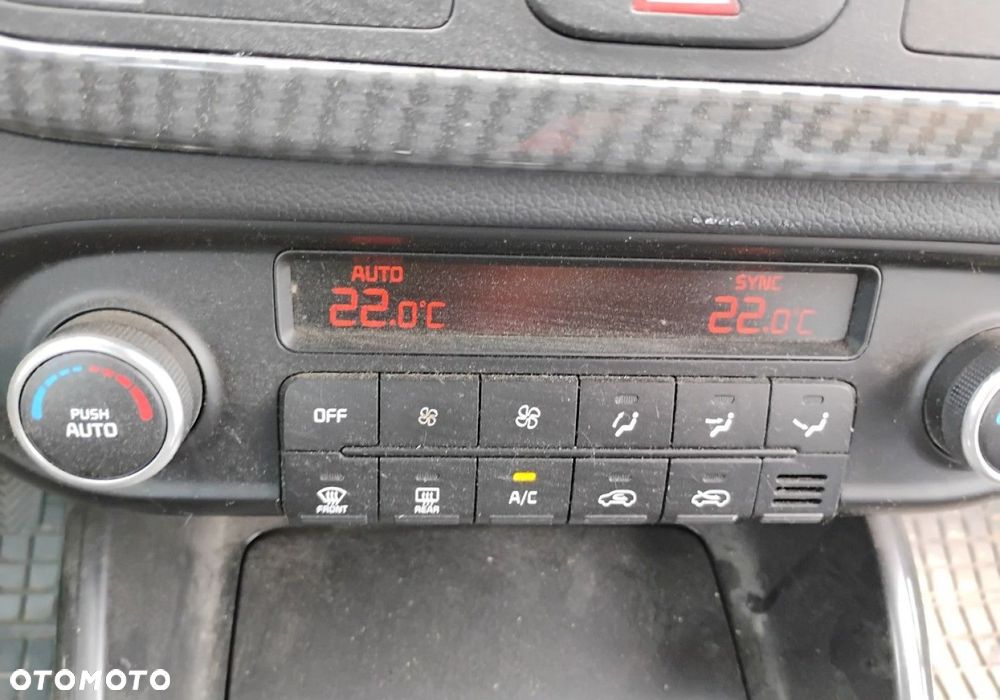 AUTO SYNC
22.0°C 22.0°C
PUSH
AUTO
OFF
FRONT REAR A/C
OTOMOTO